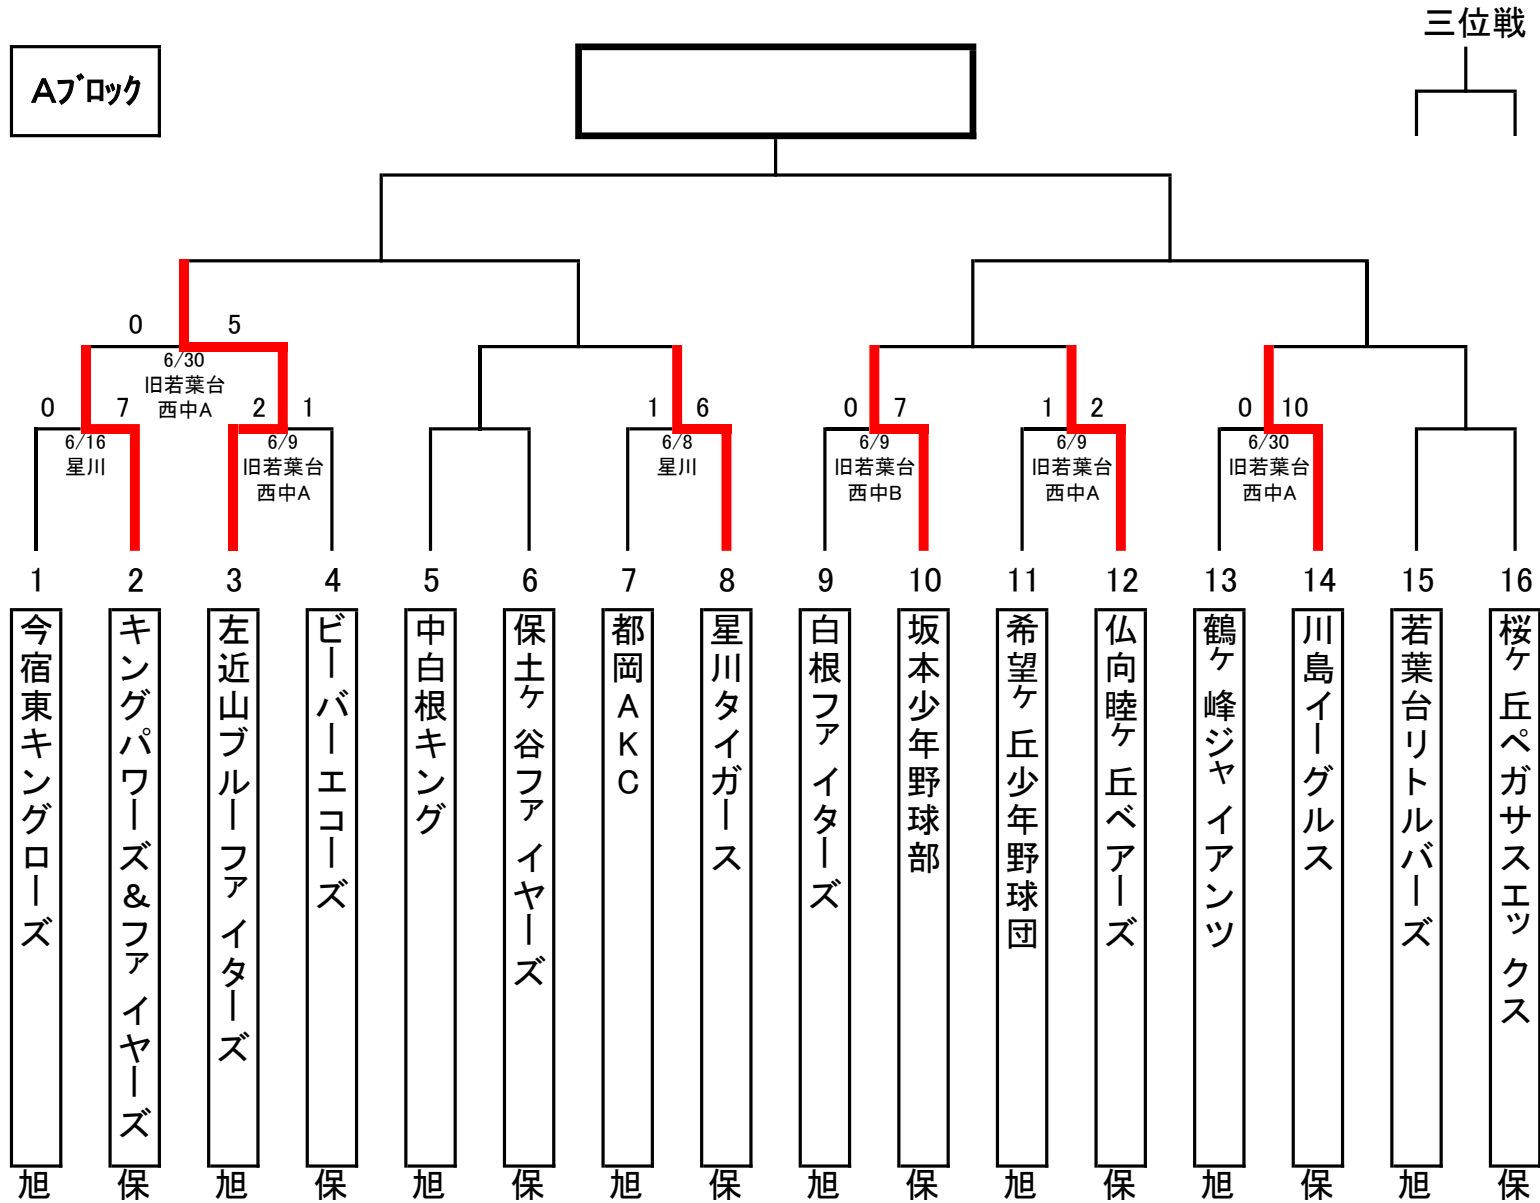 三位戦
Aブロック
0 5
6/30
旧若葉台
西中A
0 7
6/16
星川
2 1
6/9
旧若葉台
西中A
1 6
6/8
星川
0 7
6/9
旧若葉台
西中B
1 2
6/9
旧若葉台
西中A
0 10
6/30
旧若葉台
西中A
1 2 3 4 5 6 7 8 9 10 11 12 13 14 15 16
今宿東キングローズ
キングパワーズ&ファイヤーズ
左近山ブルーファイターズ
ビーバーエコーズ
中白根キング
保土ヶ谷ファイヤーズ
都岡AKC
星川タイガース
白根ファイターズ
坂本少年野球部
希望ヶ丘少年野球団
仏向睦ヶ丘ベアーズ
鶴ヶ峰ジャイアンツ
川島イーグルス
若葉台リトルバーズ
桜ヶ丘ペガサスエックス
旭 保 旭 保 旭 保 旭 保 旭 保 旭 保 旭 保 旭 保